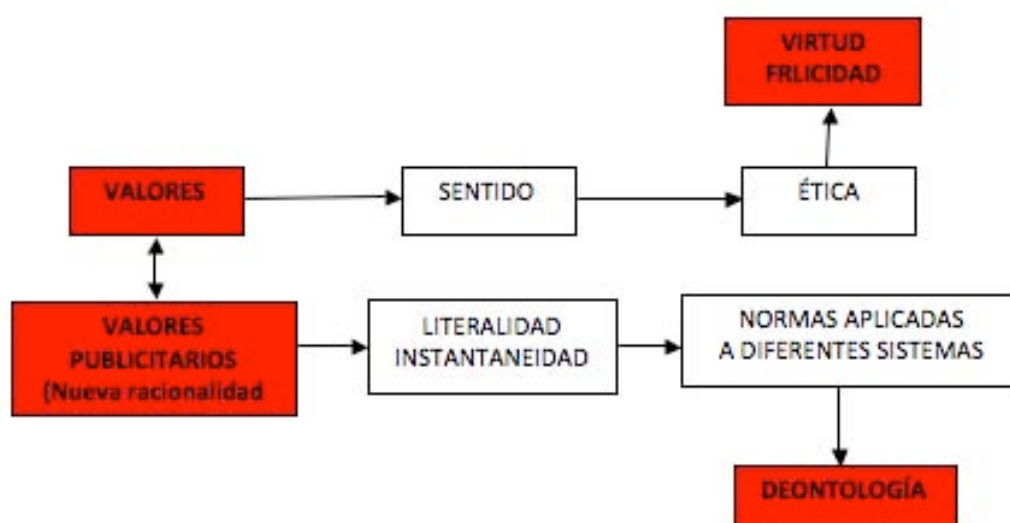 VIRTUD
FRLICIDAD
VALORES
SENTIDO
ÉTICA
VALORES
PUBLICITARIOS
(Nueva racionalidad
LITERALIDAD
INSTANTANEIDAD
NORMAS APLICADAS
A DIFERENTES SISTEMAS
DEONTOLOGÍA